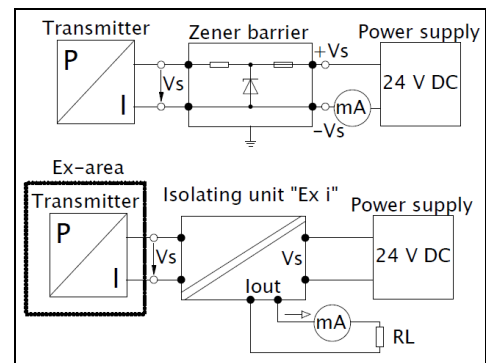 Transmitter
Zener barrier
Power supply
P
I
Vs
+Vs
-Vs
mA
24 V DC
Ex-area
Transmitter
Isolating unit "Ex i"
Power supply
P
I
Vs
Vs
Iout
24 V DC
mA
RL